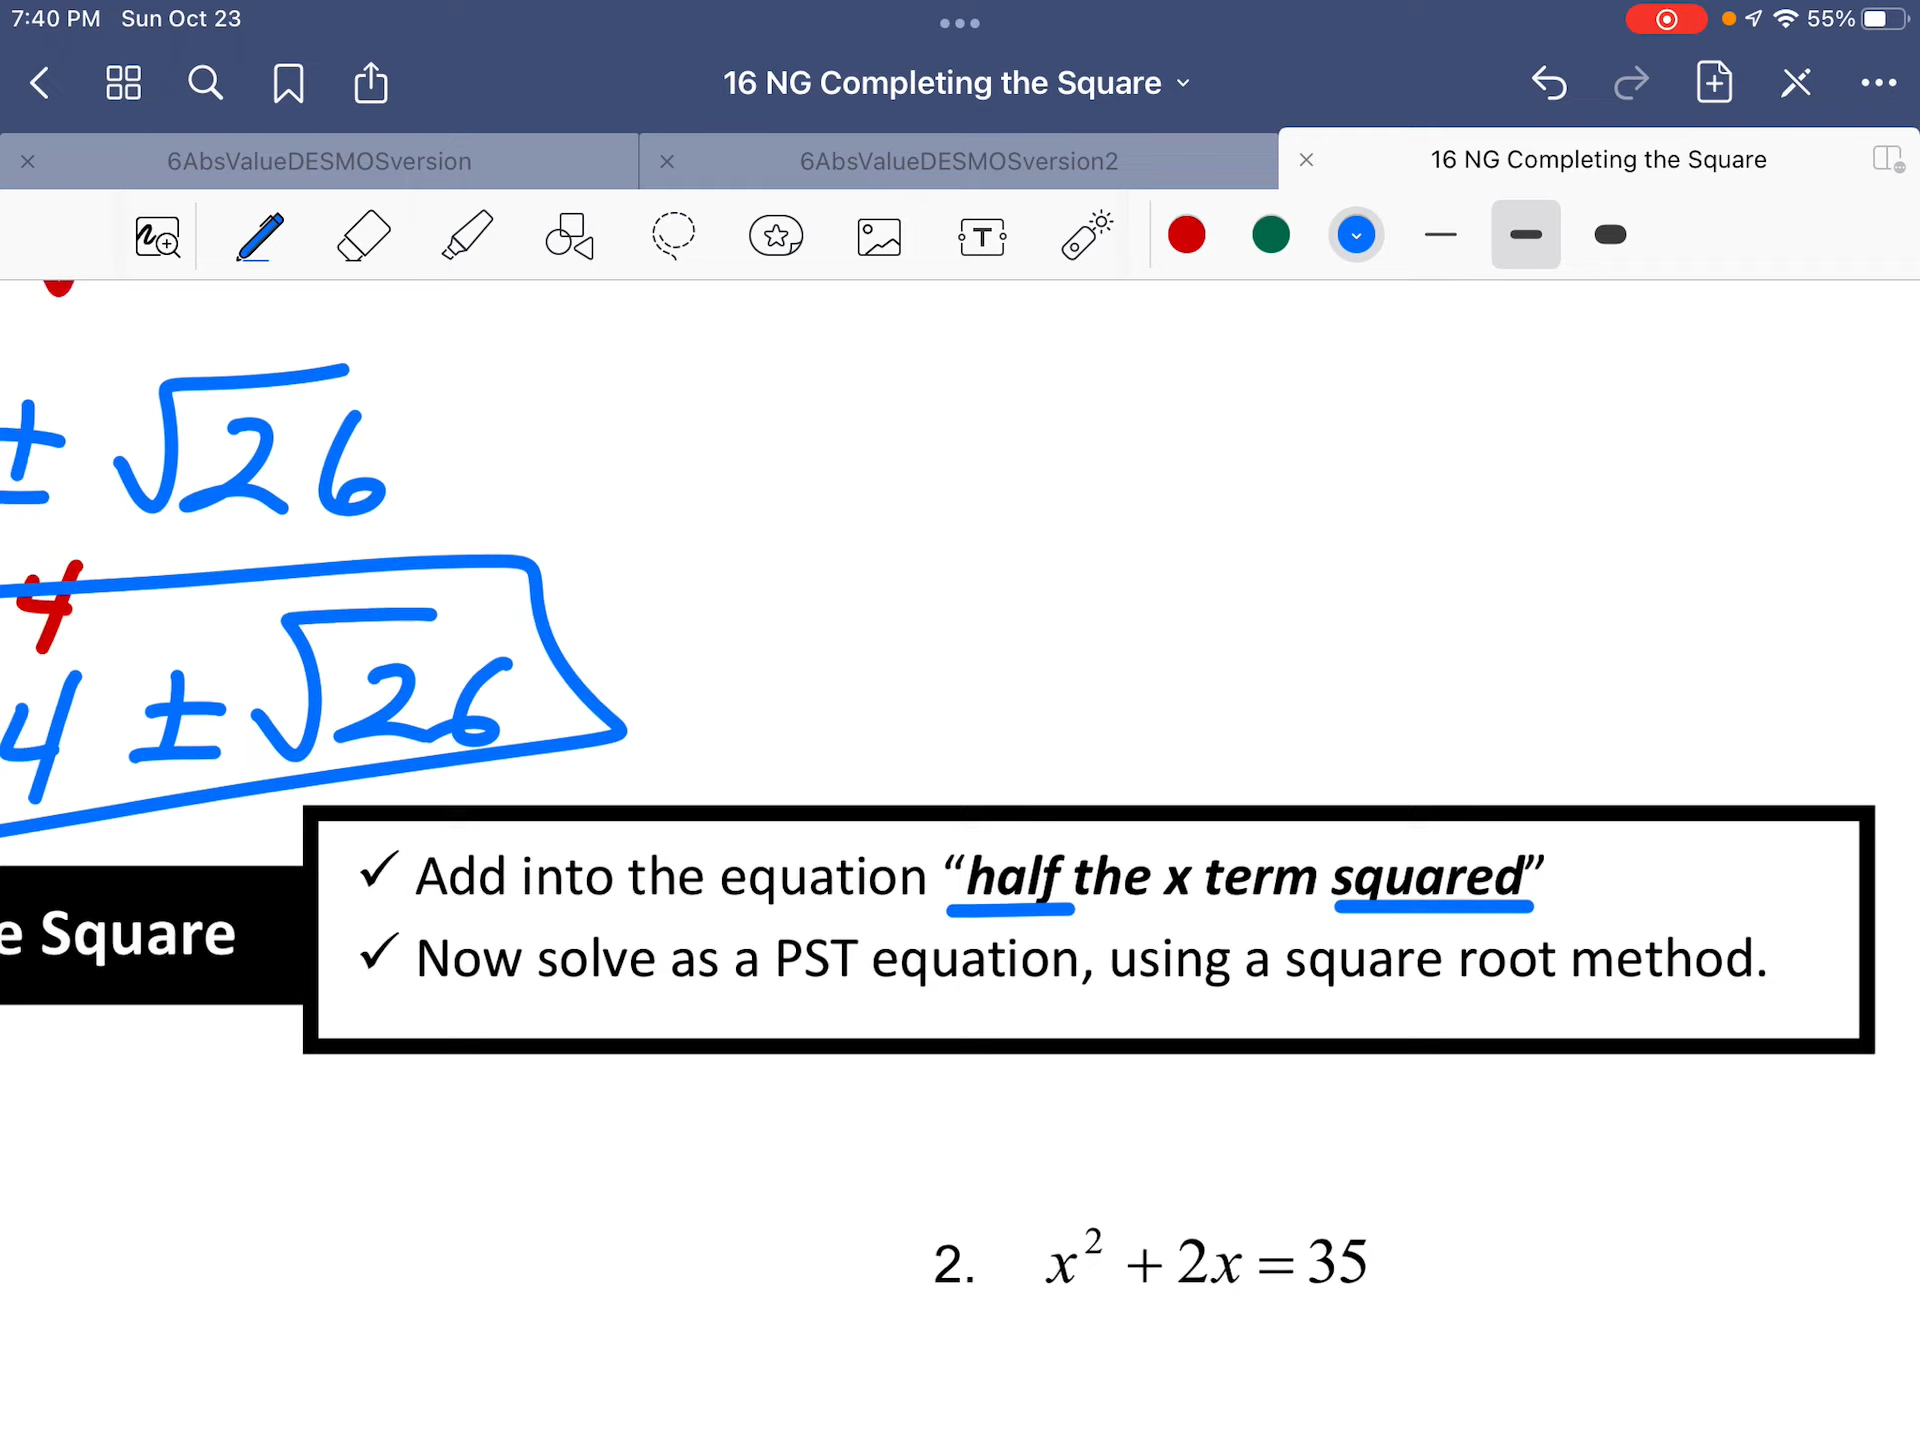 7:40 PM Sun Oct 23
55%
16 NG Completing the Square
6AbsValueDESMOSversion
6AbsValueDESMOSversion2
16 NG Completing the Square
± √26
4
4 ± √26
✓ Add into the equation “half the x term squared”
e Square
✓ Now solve as a PST equation, using a square root method.
2. x² + 2x = 35